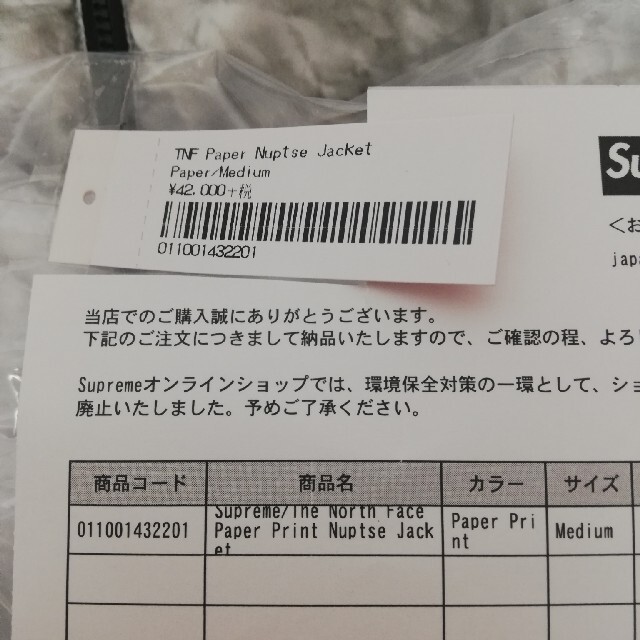 TNF Paper Nuptse Jacket
Paper/Medium
¥42,000+税
011001432201
Su
<お
japa
当店でのご購入誠にありがとうございます。
下記のご注文につきまして納品いたしますので、ご確認の程、よろ
Supremeオンラインショップでは、環境保全対策の一環として、ショ
廃止いたしました。予めご了承ください。
商品コード 商品名 カラー サイズ
011001432201 Supreme/The North Face Paper Print Nuptse Jacket Paper Print Medium